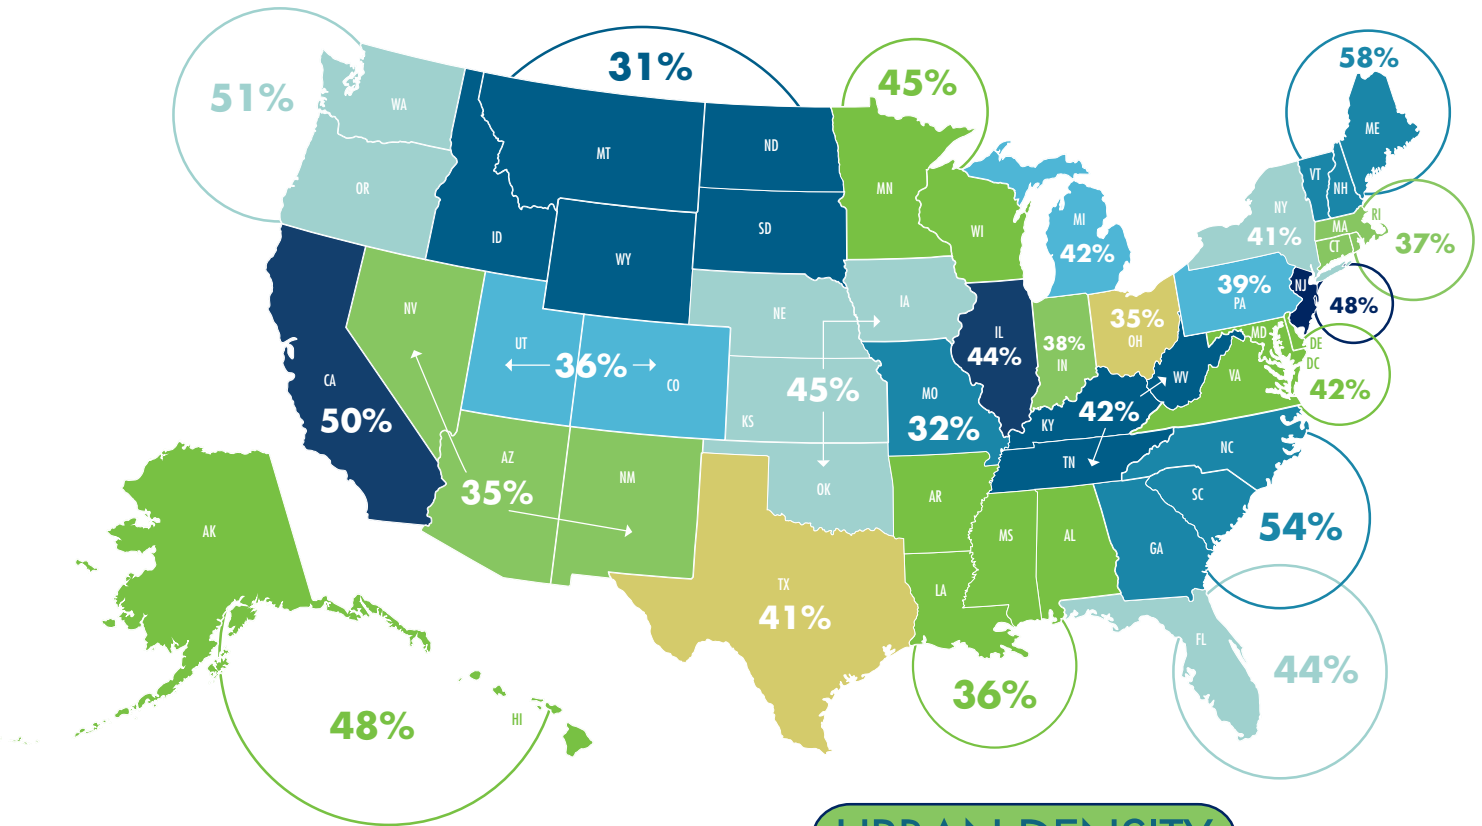 51%
WA
OR
31%
MT
ND
ID
WY
SD
45%
MN
WI
MI
42%
58%
ME
VT
NH
NY
41%
MA
RI
CT
37%
39%
PA
NJ
48%
CA
50%
NV
UT
36%
CO
NE
IA
45%
KS
OK
IL
44%
38%
IN
35%
OH
MO
32%
KY
42%
WV
TN
MD
DE
DC
VA
42%
AZ
35%
NM
TX
41%
AR
LA
MS
AL
36%
NC
SC
GA
54%
FL
44%
AK
HI
48%
URBAN DENSITY